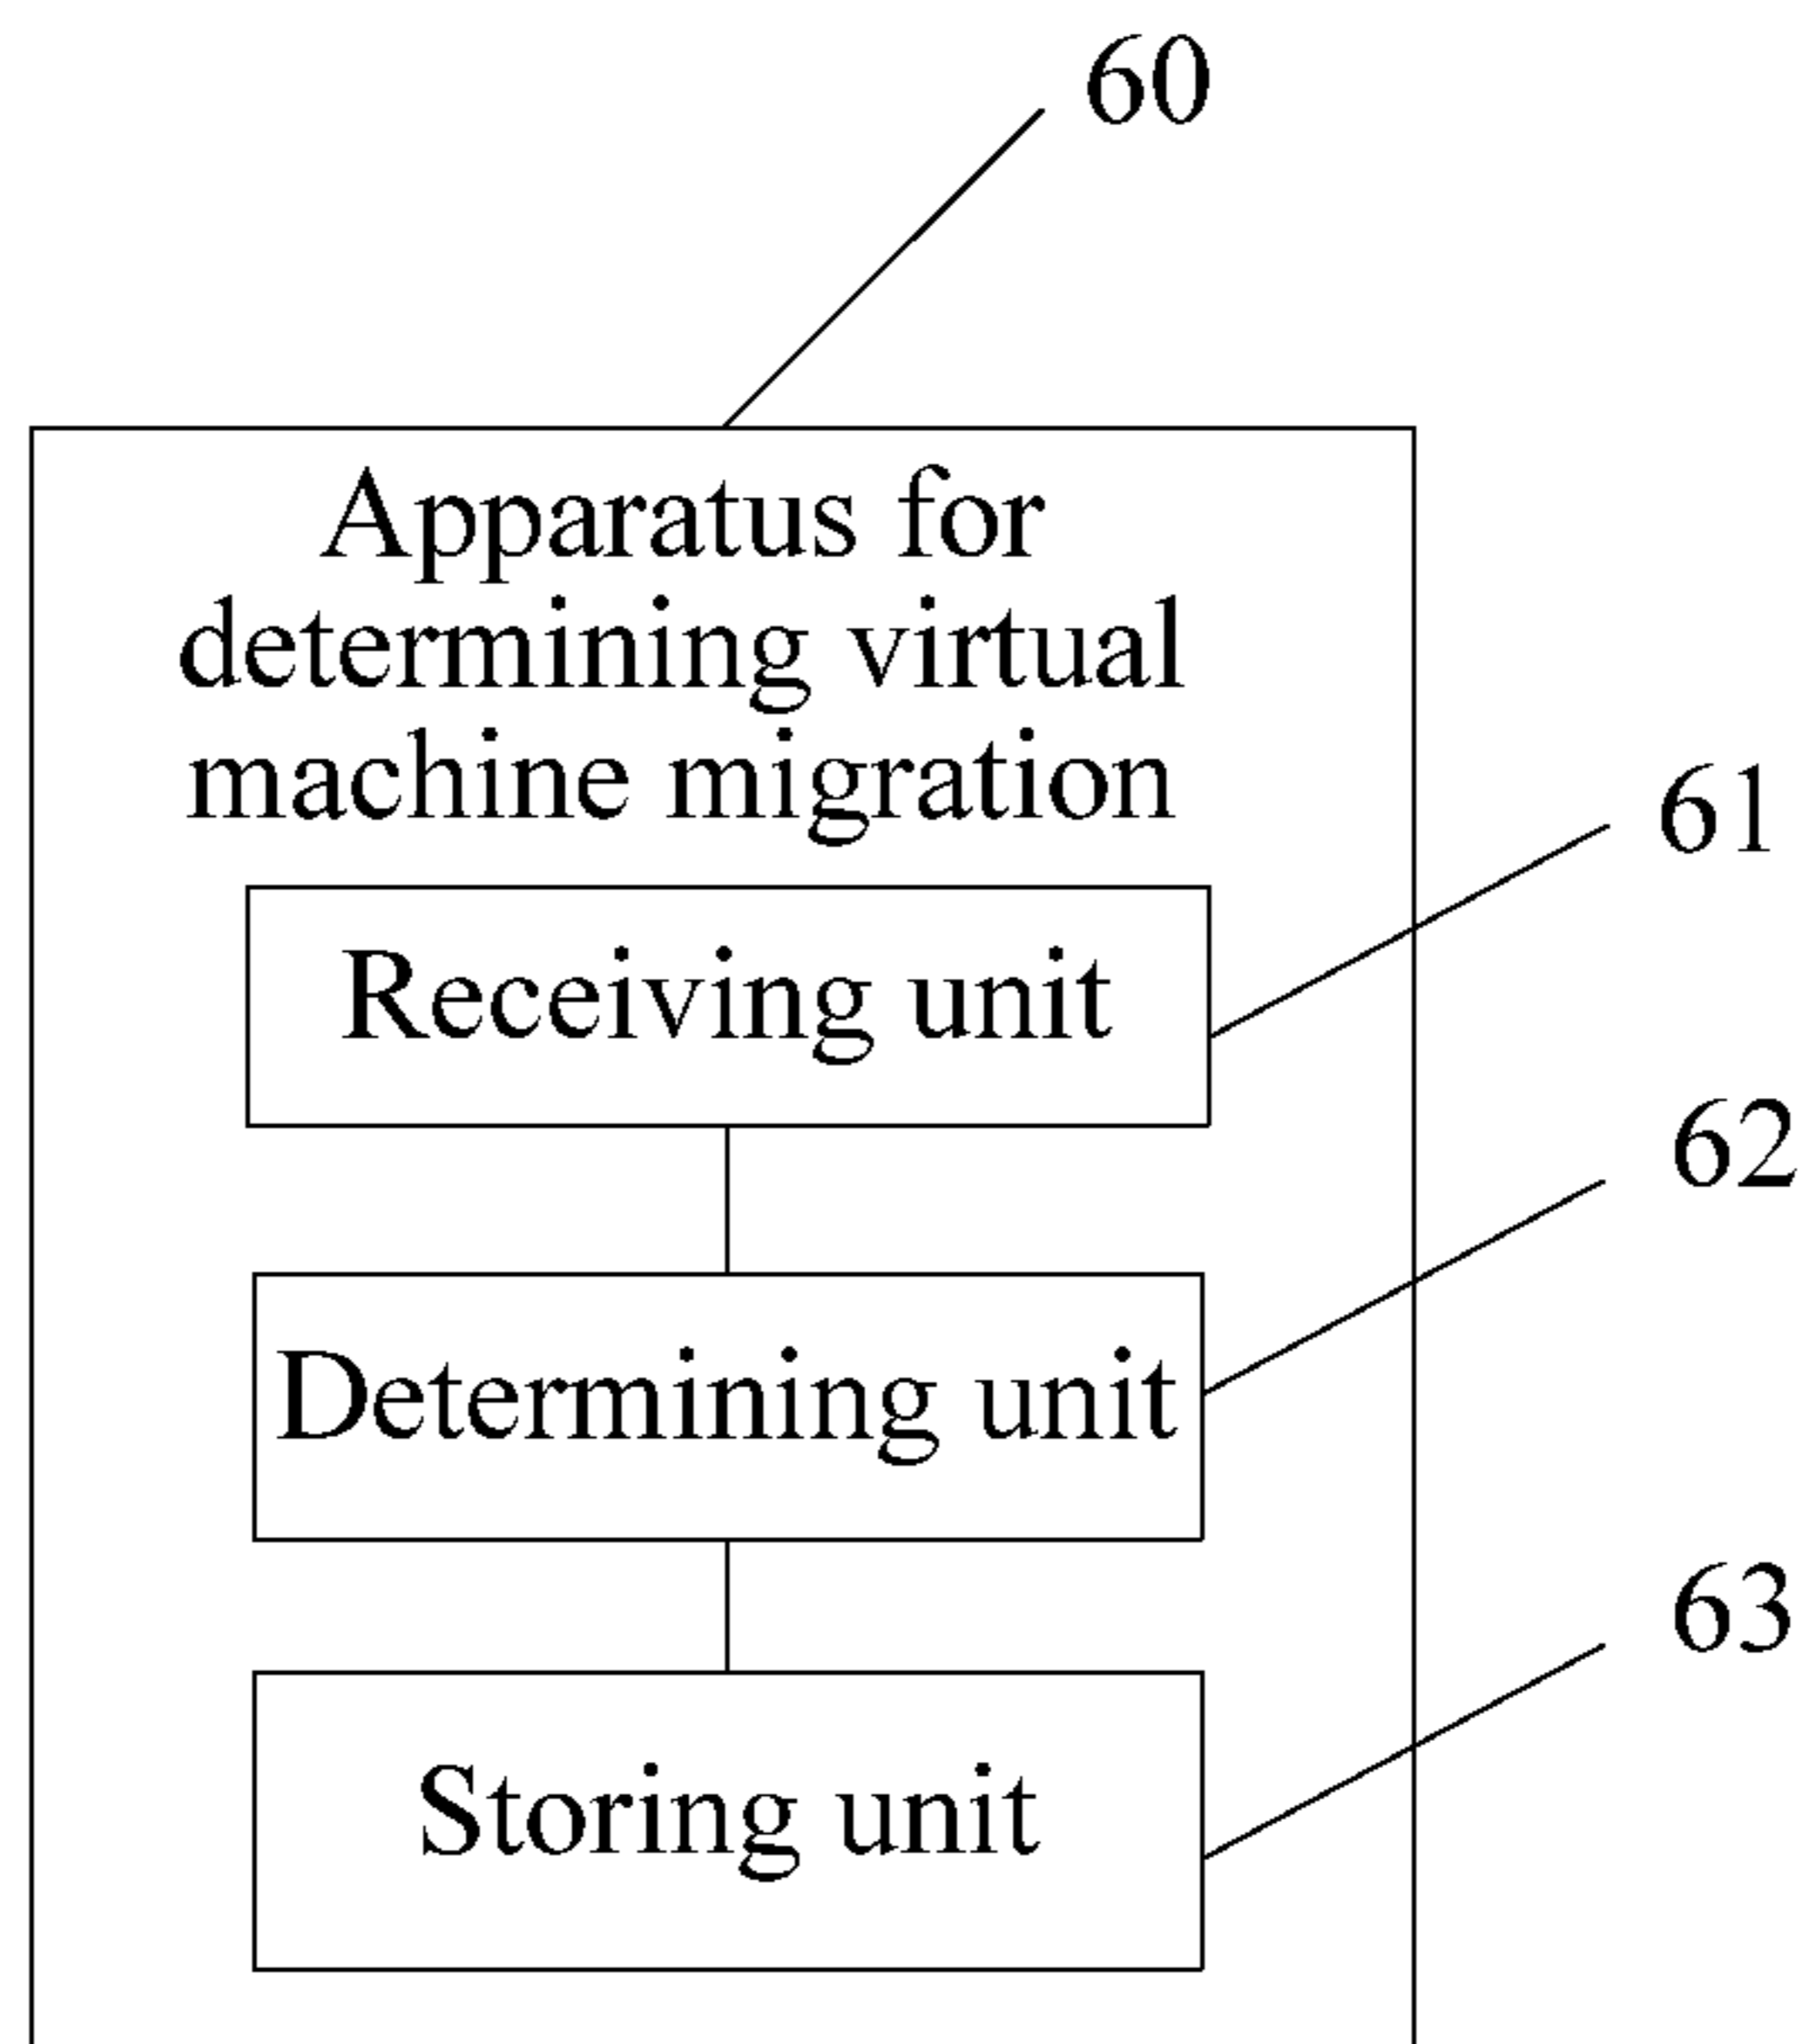 60
Apparatus for
determining virtual
machine migration
61
Receiving unit
62
Determining unit
63
Storing unit